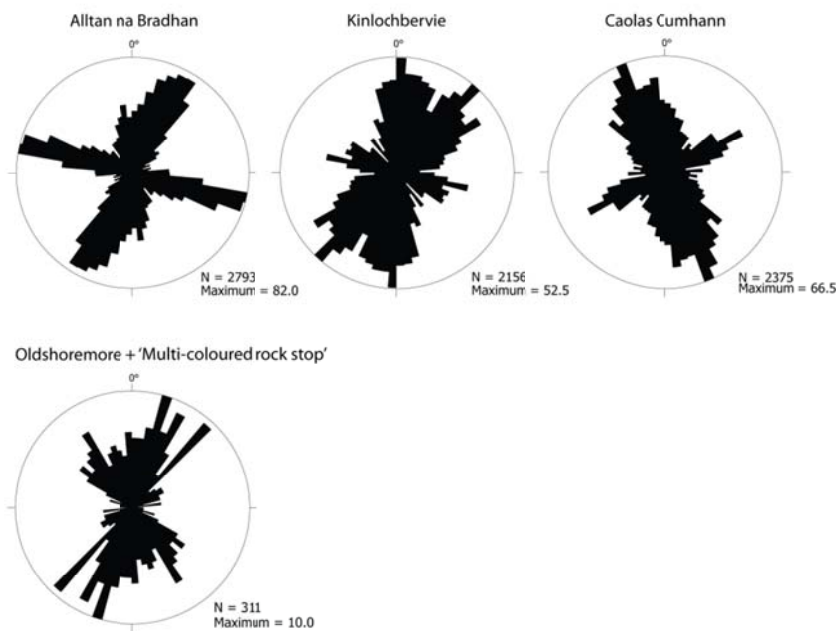 Alltan na Bradhan
0°
N = 2793
Maximum = 82.0
Kinlochbervie
0°
N = 2156
Maximum = 52.5
Caolas Cumhann
0°
N = 2375
Maximum = 66.5
Oldshoremore + 'Multi-coloured rock stop'
0°
N = 311
Maximum = 10.0